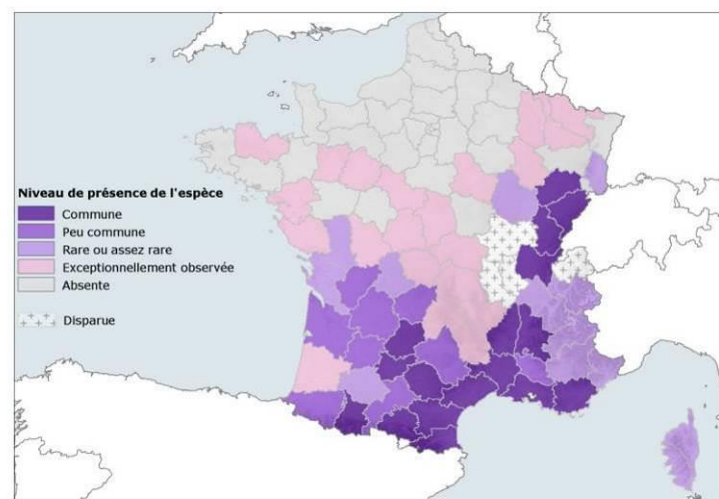 Niveau de présence de l'espèce
Commune
Peu commune
Rare ou assez rare
Exceptionnellement observée
Absente
Disparue